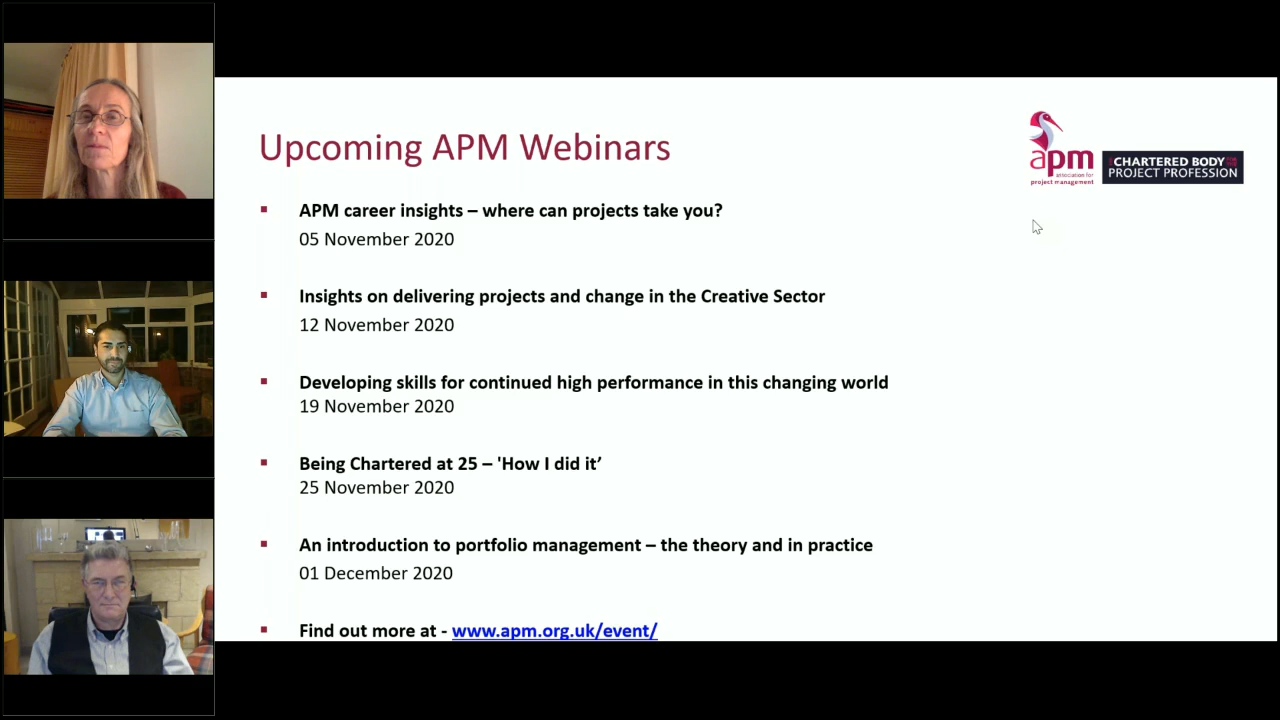 Upcoming APM Webinars
apm
association for
project management
CHARTERED BODY
PROJECT PROFESSION
▪ APM career insights – where can projects take you?
05 November 2020
▪ Insights on delivering projects and change in the Creative Sector
12 November 2020
▪ Developing skills for continued high performance in this changing world
19 November 2020
▪ Being Chartered at 25 – 'How I did it’
25 November 2020
▪ An introduction to portfolio management – the theory and in practice
01 December 2020
▪ Find out more at - www.apm.org.uk/event/